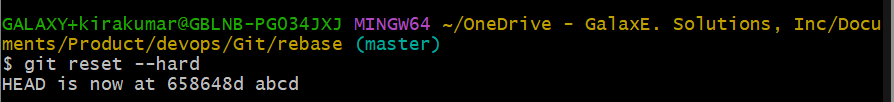 GALAXY+kirakumar@GBLNB-PG034JXJ MINGW64 ~/OneDrive - GalaxE. Solutions, Inc/Docu
ments/Product/devops/Git/rebase (master)
$ git reset --hard
HEAD is now at 658648d abcd